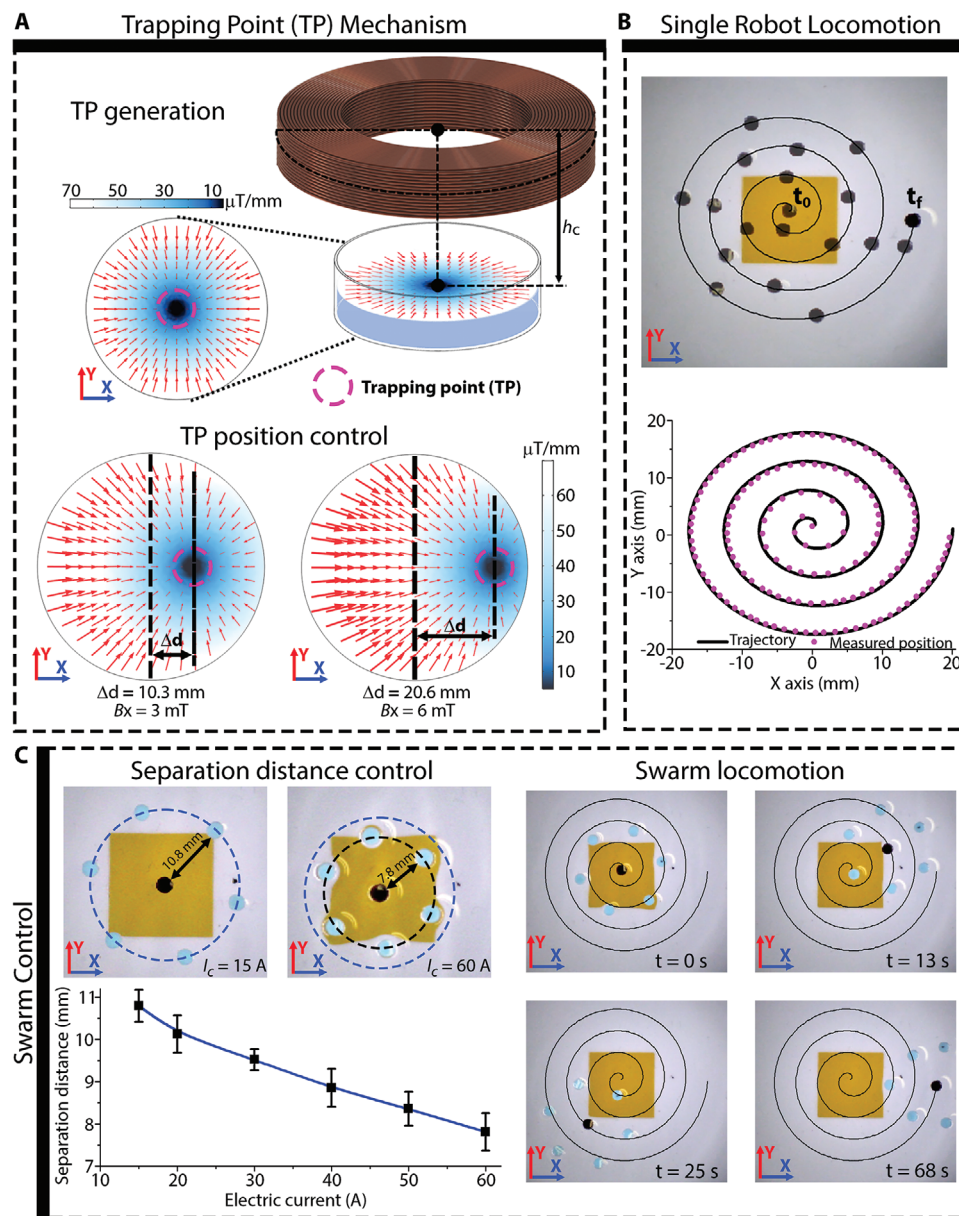 A
Trapping Point (TP) Mechanism
TP generation
70 50 30 10
μT/mm
hc
Y
X
Trapping point (TP)
TP position control
μT/mm
60
50
40
30
20
10
Δd
Y
X
Δd = 10.3 mm
Bx = 3 mT
Δd
Y
X
Δd = 20.6 mm
Bx = 6 mT
B
Single Robot Locomotion
t0
tf
Y
X
Y axis (mm)
20
10
0
-10
-20
Trajectory
Measured position
-20 -10 0 10 20
X axis (mm)
C
Swarm Control
Separation distance control
10.8 mm
Y
X
Ic = 15 A
7.8 mm
Y
X
Ic = 60 A
Separation distance (mm)
11
10
9
8
7
10 20 30 40 50 60
Electric current (A)
Swarm locomotion
Y
X
t = 0 s
Y
X
t = 13 s
Y
X
t = 25 s
Y
X
t = 68 s